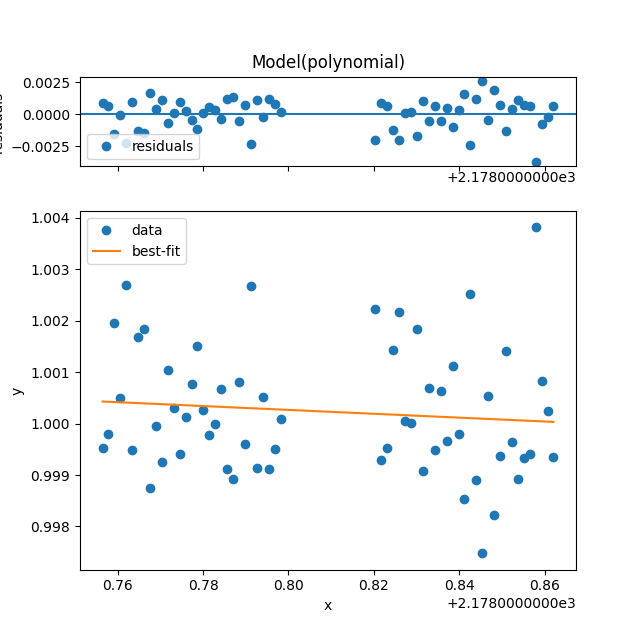 Model(polynomial)
0.0025
0.0000
−0.0025
residuals
+2.1780000000e3
1.004
1.003
1.002
1.001
1.000
0.999
0.998
y
data
best-fit
0.76
0.78
0.80
0.82
0.84
0.86
x
+2.1780000000e3